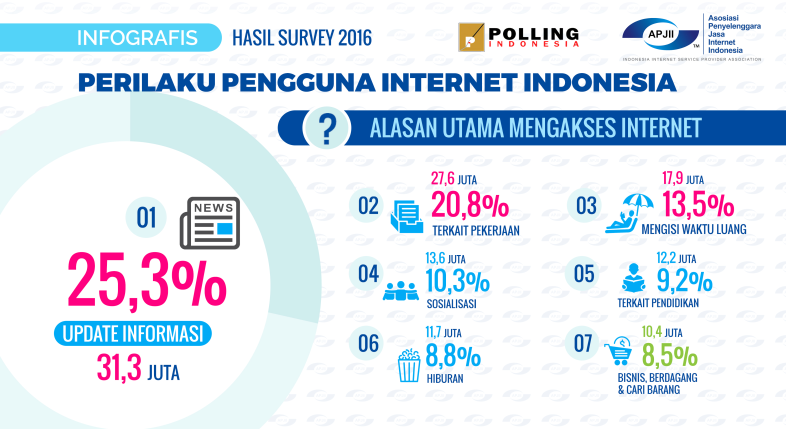 INFOGRAFIS
HASIL SURVEY 2016
POLLING
INDONESIA
APJII
TM
Asosiasi
Penyelenggara
Jasa
Internet
Indonesia
INDONESIA INTERNET SERVICE PROVIDER ASSOCIATION
PERILAKU PENGGUNA INTERNET INDONESIA
? ALASAN UTAMA MENGAKSES INTERNET
01
NEWS
25,3%
UPDATE INFORMASI
31,3 JUTA
02
27,6 JUTA
20,8%
TERKAIT PEKERJAAN
03
17,9 JUTA
13,5%
MENGISI WAKTU LUANG
04
13,6 JUTA
10,3%
SOSIALISASI
05
12,2 JUTA
9,2%
TERKAIT PENDIDIKAN
06
11,7 JUTA
8,8%
HIBURAN
07
10,4 JUTA
8,5%
BISNIS, BERDAGANG
& CARI BARANG